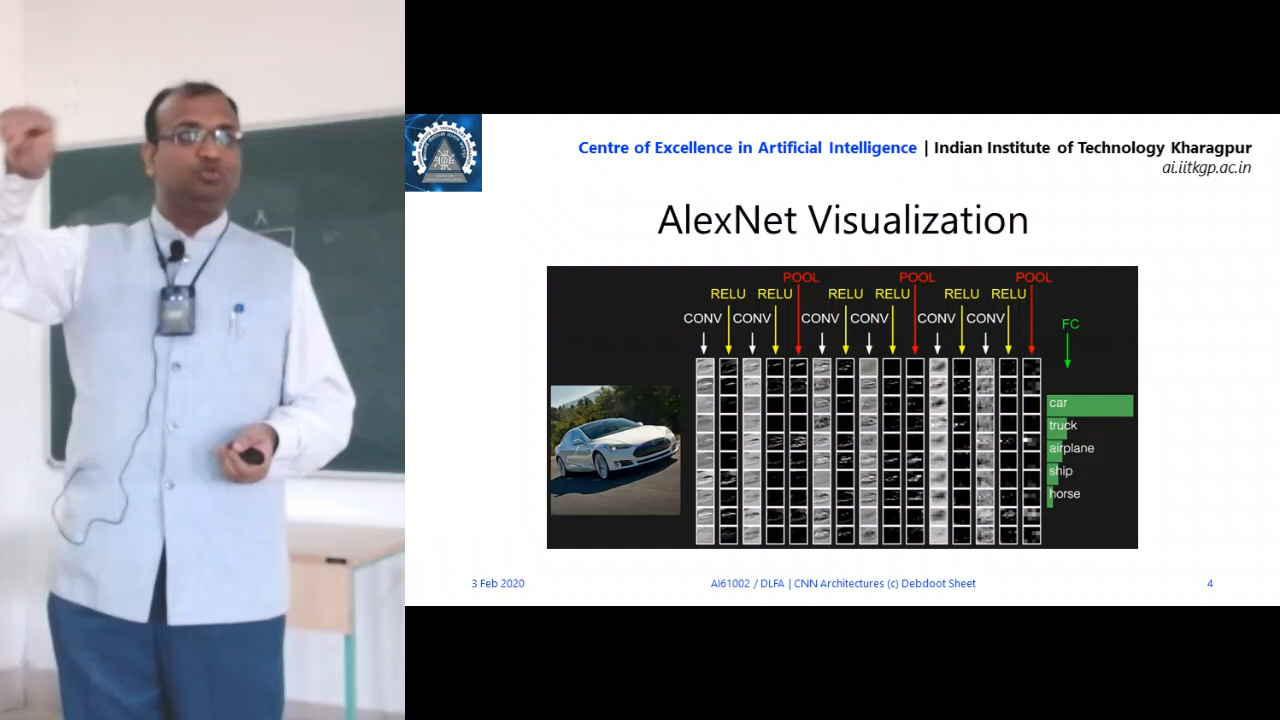 Centre of Excellence in Artificial Intelligence | Indian Institute of Technology Kharagpur
ai.iitkgp.ac.in
AlexNet Visualization
POOL POOL POOL
RELU RELU RELU RELU RELU RELU
CONV CONV CONV CONV CONV CONV
FC
car
truck
airplane
ship
horse
3 Feb 2020 AI61002 / DLFA | CNN Architectures (c) Debdoot Sheet 4